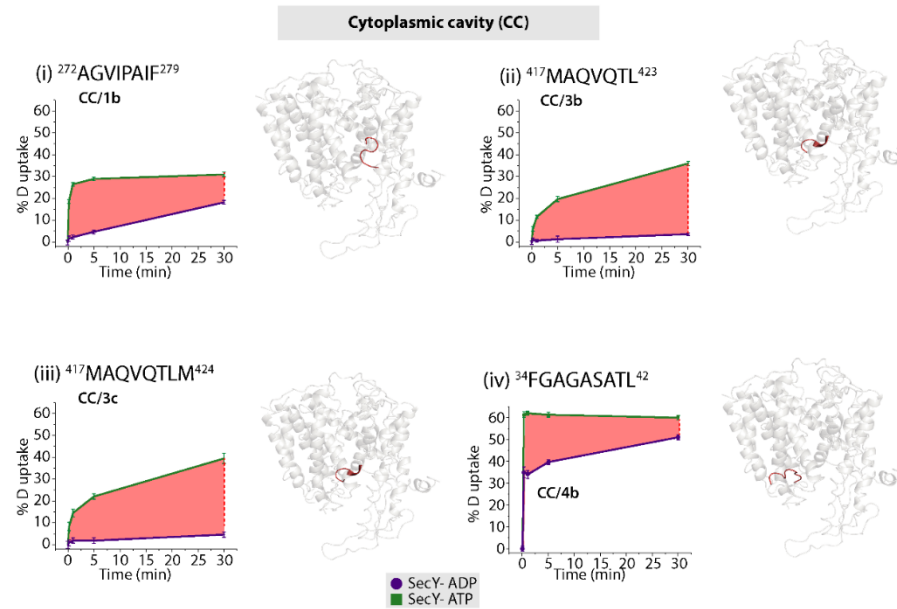 Cytoplasmic cavity (CC)
(i) ²⁷²AGVIPAIF²⁷⁹
CC/1b
% D uptake
60
50
40
30
20
10
0
0 5 10 15 20 25 30
Time (min)
(ii) ⁴¹⁷MAQVQTL⁴²³
CC/3b
% D uptake
60
50
40
30
20
10
0
0 5 10 15 20 25 30
Time (min)
(iii) ⁴¹⁷MAQVQTLM⁴²⁴
CC/3c
% D uptake
60
50
40
30
20
10
0
0 5 10 15 20 25 30
Time (min)
(iv) ³⁴FGAGASATL⁴²
CC/4b
% D uptake
60
50
40
30
20
10
0
0 5 10 15 20 25 30
Time (min)
SecY- ADP
SecY- ATP